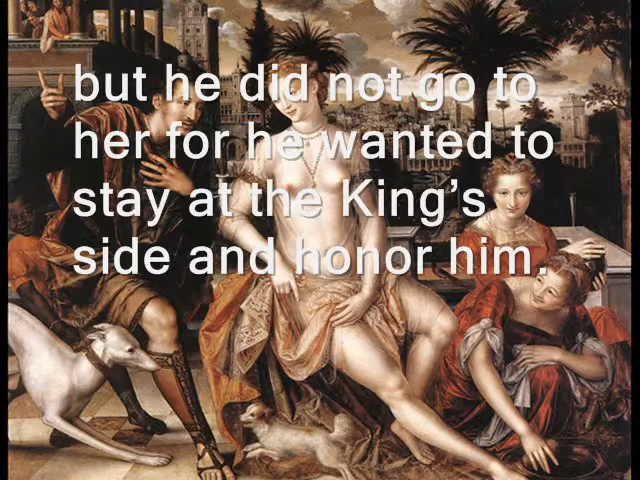 but he did not go to
her for he wanted to
stay at the King’s
side and honor him.